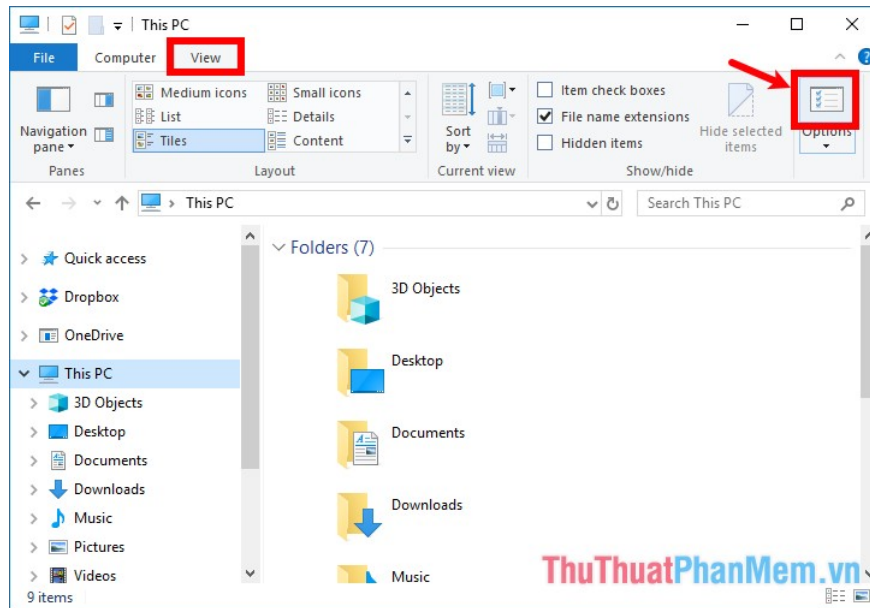 This PC
File Computer View
Medium icons Small icons
List Details
Tiles Content
Navigation pane
Sort by
Item check boxes
File name extensions
Hidden items
Hide selected items
Options
Panes Layout Current view Show/hide
This PC Search This PC
Quick access
Dropbox
OneDrive
This PC
3D Objects
Desktop
Documents
Downloads
Music
Pictures
Videos
Folders (7)
3D Objects
Desktop
Documents
Downloads
Music
ThuThuatPhanMem.vn
9 items